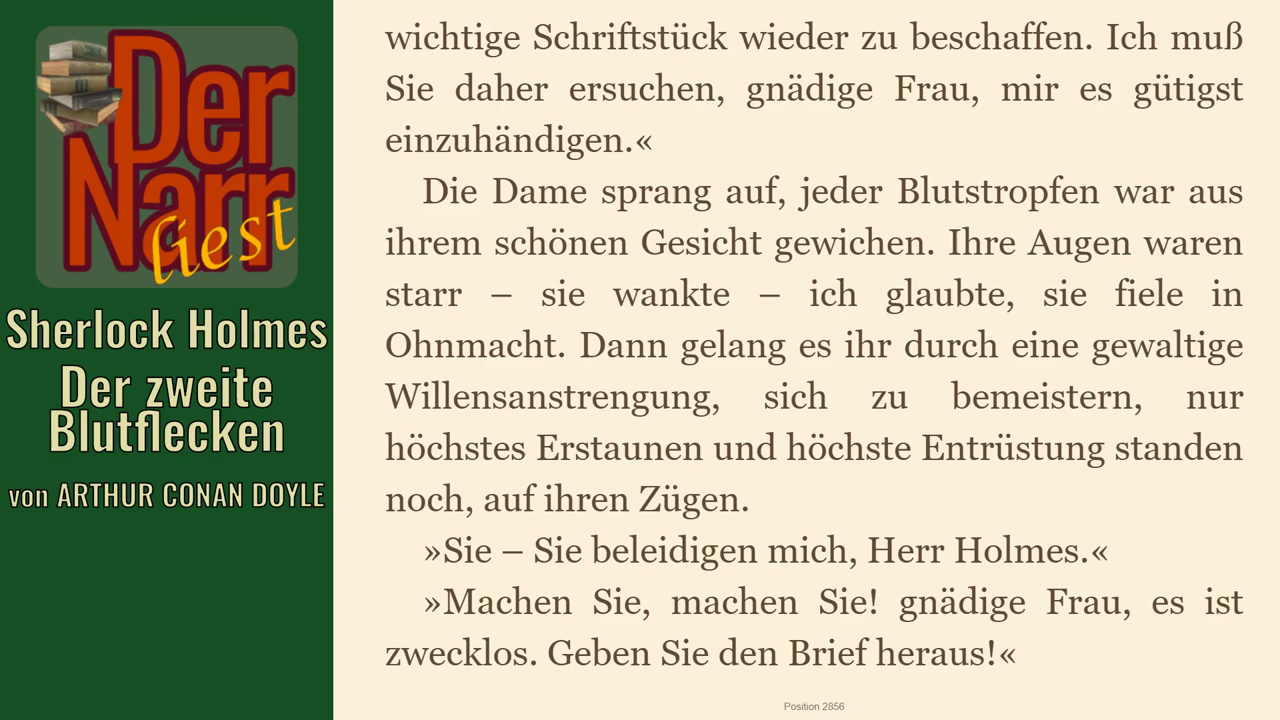 Der
Narr
liest
Sherlock Holmes
Der zweite
Blutflecken
von ARTHUR CONAN DOYLE
wichtige Schriftstück wieder zu beschaffen. Ich muß
Sie daher ersuchen, gnädige Frau, mir es gütigst
einzuhändigen.«
Die Dame sprang auf, jeder Blutstropfen war aus
ihrem schönen Gesicht gewichen. Ihre Augen waren
starr – sie wankte – ich glaubte, sie fiele in
Ohnmacht. Dann gelang es ihr durch eine gewaltige
Willensanstrengung, sich zu bemeistern, nur
höchstes Erstaunen und höchste Entrüstung standen
noch, auf ihren Zügen.
»Sie – Sie beleidigen mich, Herr Holmes.«
»Machen Sie, machen Sie! gnädige Frau, es ist
zwecklos. Geben Sie den Brief heraus!«
Position 2856